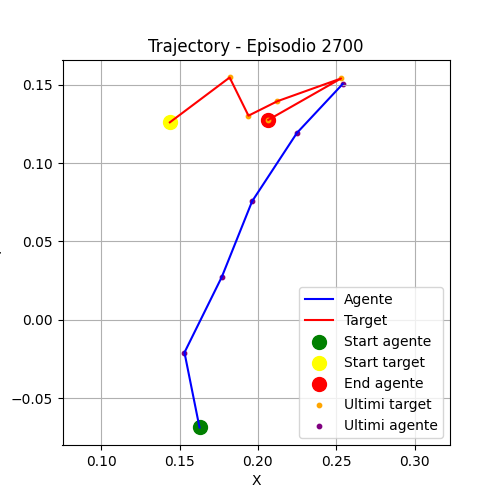 Trajectory - Episodio 2700
0.15
0.10
0.05
0.00
−0.05
0.10 0.15 0.20 0.25 0.30
X
Agente
Target
Start agente
Start target
End agente
Ultimi target
Ultimi agente